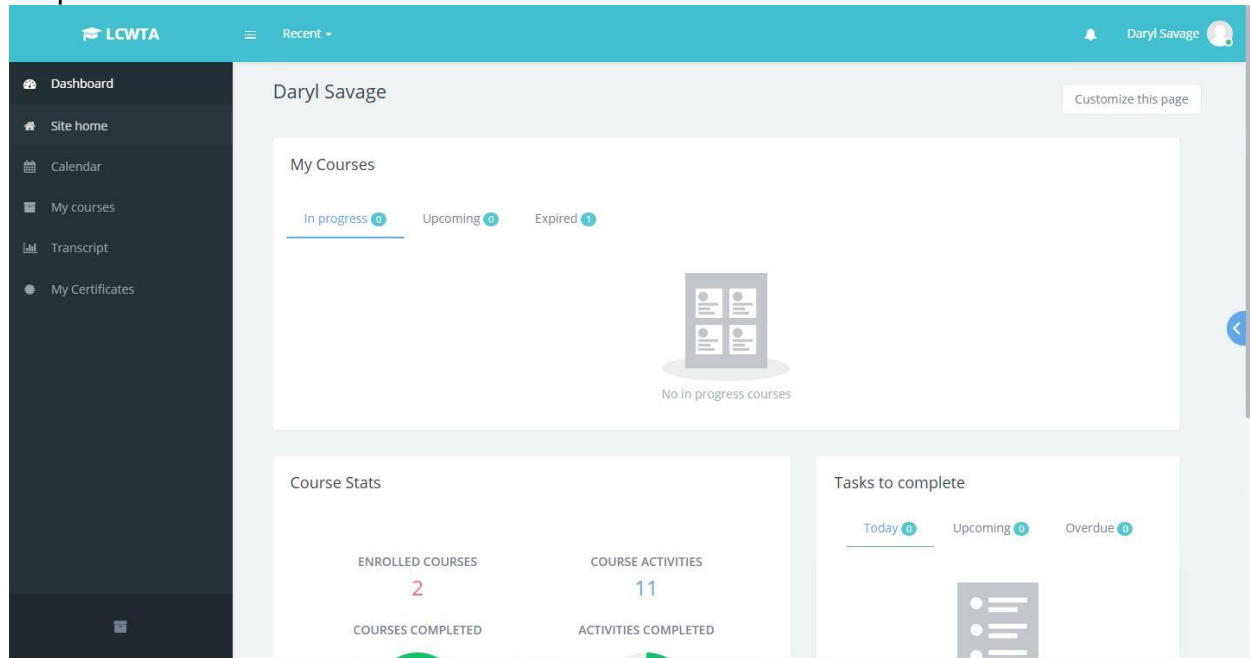 LCWTA
Recent
Daryl Savage
Dashboard
Site home
Calendar
My courses
Transcript
My Certificates
Daryl Savage
Customize this page
My Courses
In progress 0 Upcoming 0 Expired 1
No in progress courses
Course Stats
ENROLLED COURSES COURSE ACTIVITIES
2 11
COURSES COMPLETED ACTIVITIES COMPLETED
Tasks to complete
Today 0 Upcoming 0 Overdue 0